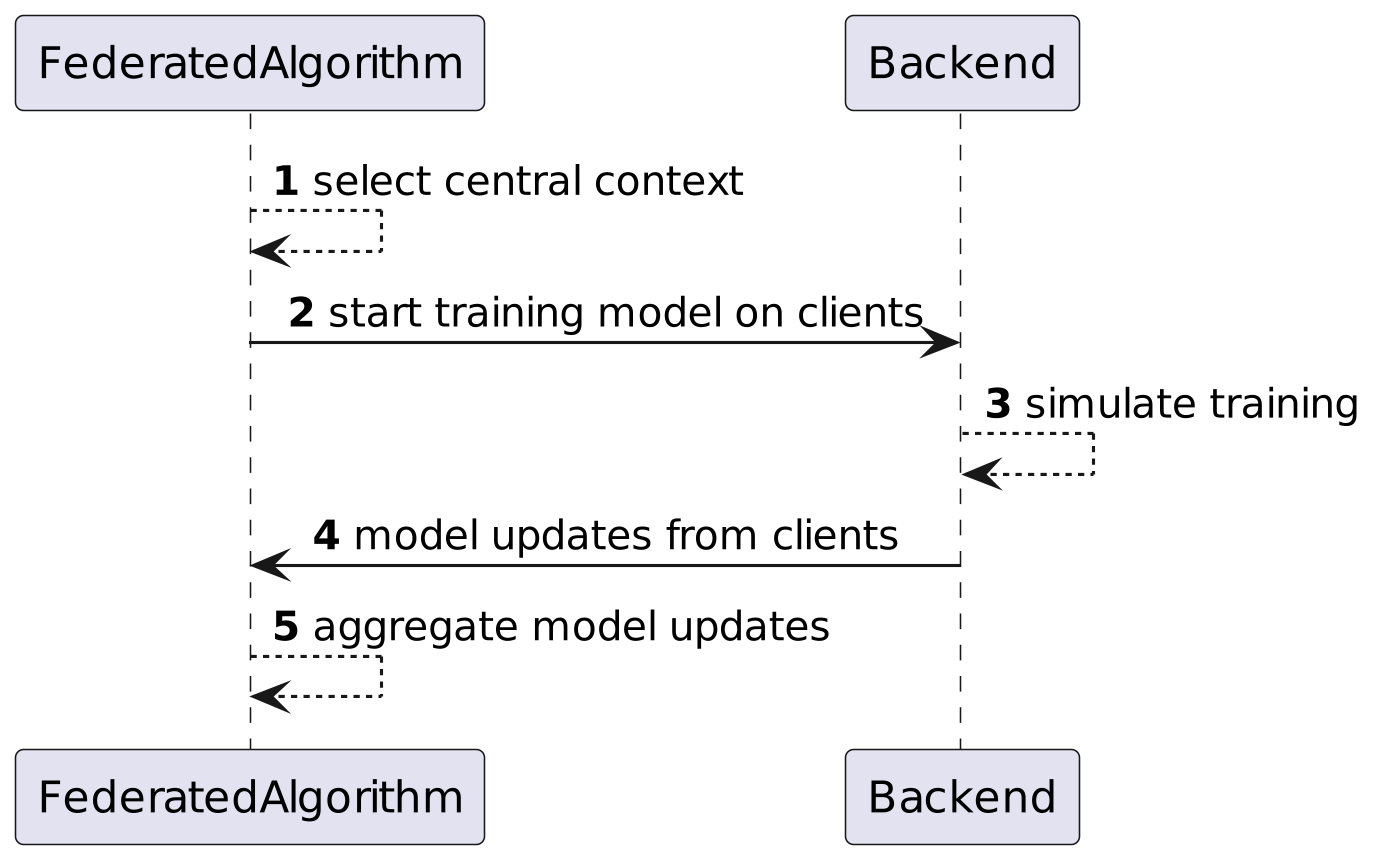 FederatedAlgorithm
Backend
1 select central context
2 start training model on clients
3 simulate training
4 model updates from clients
5 aggregate model updates
FederatedAlgorithm
Backend